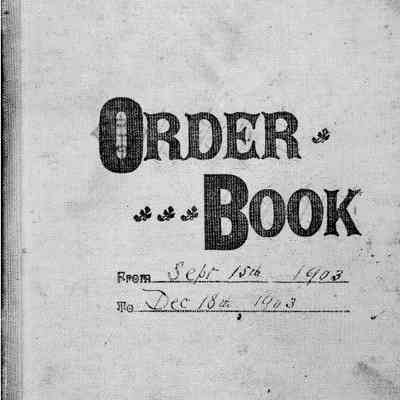 ORDER
BOOK
From Sept 15th 1903
To Dec 18th 1903